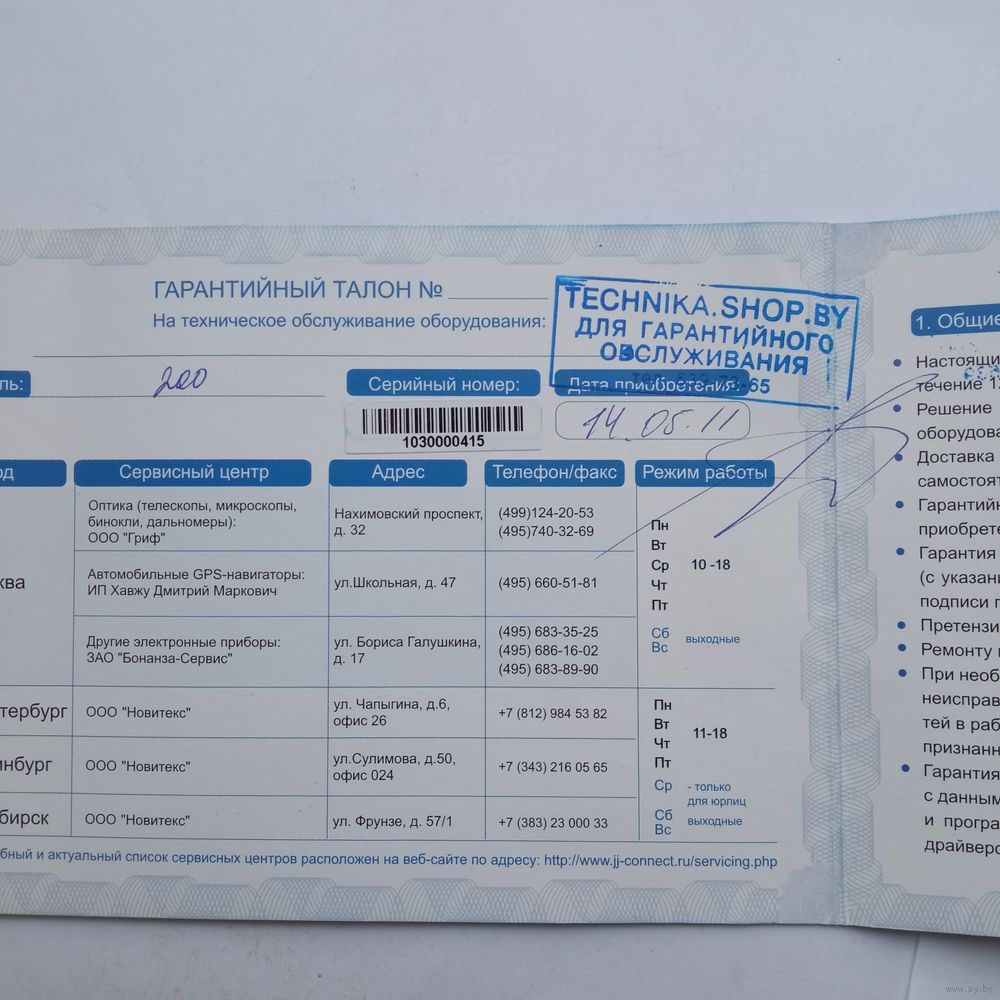 ГАРАНТИЙНЫЙ ТАЛОН № ______
На техническое обслуживание оборудования:
TECHNIKA.SHOP.BY
ДЛЯ ГАРАНТИЙНОГО
ОБСЛУЖИВАНИЯ
65
ль: 200
Серийный номер:
1030000415
Дата приобретения:
14.05.11
од Сервисный центр Адрес Телефон/факс Режим работы
ква
Оптика (телескопы, микроскопы,
бинокли, дальномеры):
ООО "Гриф"
Нахимовский проспект,
д. 32
(499)124-20-53
(495)740-32-69
Автомобильные GPS-навигаторы:
ИП Хавжу Дмитрий Маркович
ул.Школьная, д. 47
(495) 660-51-81
Другие электронные приборы:
ЗАО "Бонанза-Сервис"
ул. Бориса Галушкина,
д. 17
(495) 683-35-25
(495) 686-16-02
(495) 683-89-90
Пн
Вт
Ср 10 -18
Чт
Пт
Сб
Вс выходные
тербург ООО "Новитекс"
ул. Чапыгина, д.6,
офис 26
+7 (812) 984 53 82
инбург ООО "Новитекс"
ул.Сулимова, д.50,
офис 024
+7 (343) 216 05 65
бирск ООО "Новитекс" ул. Фрунзе, д. 57/1 +7 (383) 23 000 33
Пн
Вт
Чт 11-18
Пт
Ср - только
для юрлиц
Сб
Вс выходные
бный и актуальный список сервисных центров расположен на веб-сайте по адресу: http://www.jj-connect.ru/servicing.php
1. Общие
• Настоящи
течение 1
• Решение
оборудова
• Доставка
самостоят
• Гарантийн
приобрете
• Гарантия
(с указани
подписи п
• Претензи
• Ремонту
• При необ
неисправ
тей в раб
признанн
• Гарантия
с данным
и програ
драйверо
www.ay.by